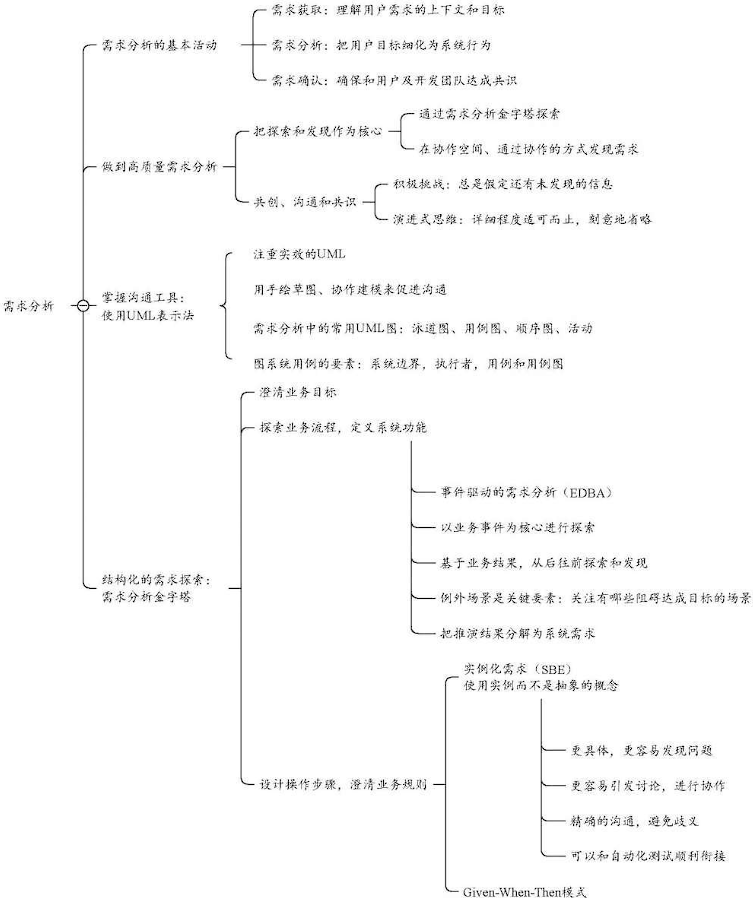 需求分析
需求分析的基本活动
需求获取：理解用户需求的上下文和目标
需求分析：把用户目标细化为系统行为
需求确认：确保和用户及开发团队达成共识
做到高质量需求分析
把探索和发现作为核心
通过需求分析金字塔探索
在协作空间、通过协作的方式发现需求
共创、沟通和共识
积极挑战：总是假定还有未发现的信息
演进式思维：详细程度适可而止，刻意地省略
掌握沟通工具：
使用UML表示法
注重实效的UML
用手绘草图、协作建模来促进沟通
需求分析中的常用UML图：泳道图、用例图、顺序图、活动
图系统用例的要素：系统边界，执行者，用例和用例图
结构化的需求探索：
需求分析金字塔
澄清业务目标
探索业务流程，定义系统功能
事件驱动的需求分析（EDBA）
以业务事件为核心进行探索
基于业务结果，从后往前探索和发现
例外场景是关键要素：关注有哪些阻碍达成目标的场景
把推演结果分解为系统需求
设计操作步骤，澄清业务规则
实例化需求（SBE）
使用实例而不是抽象的概念
更具体，更容易发现问题
更容易引发讨论，进行协作
精确的沟通，避免歧义
可以和自动化测试顺利衔接
Given-When-Then模式